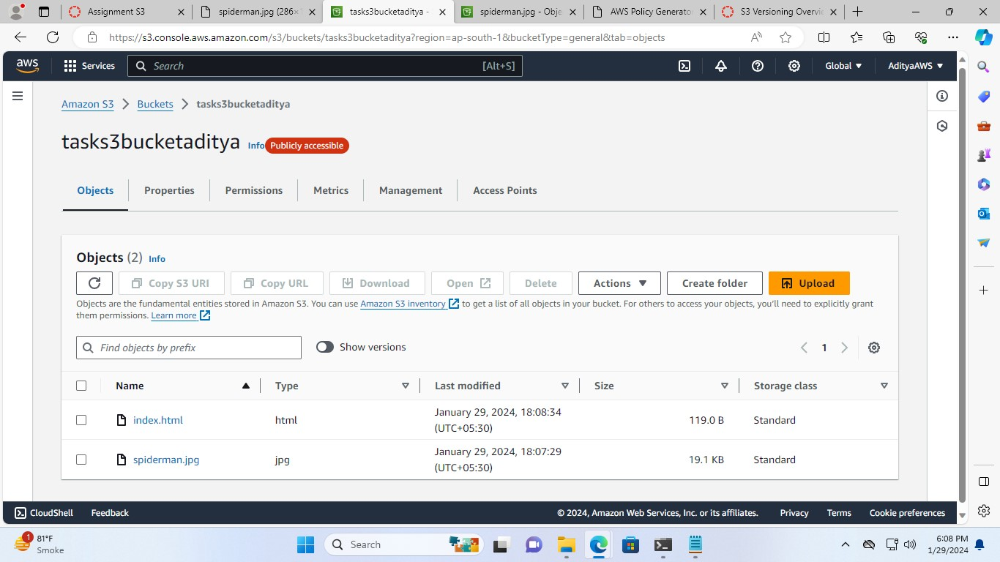 Assignment S3
spiderman.jpg (286×1
tasks3bucketaditya -
spiderman.jpg - Obje
AWS Policy Generato
S3 Versioning Overvie
https://s3.console.aws.amazon.com/s3/buckets/tasks3bucketaditya?region=ap-south-1&bucketType=general&tab=objects
aws
Services
Search
[Alt+S]
Global
AdityaAWS
Amazon S3
Buckets
tasks3bucketaditya
tasks3bucketaditya
Info
Publicly accessible
Objects
Properties
Permissions
Metrics
Management
Access Points
Objects (2)
Info
Copy S3 URI
Copy URL
Download
Open
Delete
Actions
Create folder
Upload
Objects are the fundamental entities stored in Amazon S3. You can use Amazon S3 inventory to get a list of all objects in your bucket. For others to access your objects, you’ll need to explicitly grant
them permissions. Learn more
Find objects by prefix
Show versions
1
Name
Type
Last modified
Size
Storage class
index.html
html
January 29, 2024, 18:08:34
(UTC+05:30)
119.0 B
Standard
spiderman.jpg
jpg
January 29, 2024, 18:07:29
(UTC+05:30)
19.1 KB
Standard
CloudShell
Feedback
© 2024, Amazon Web Services, Inc. or its affiliates.
Privacy
Terms
Cookie preferences
1
81°F
Smoke
Search
6:08 PM
1/29/2024